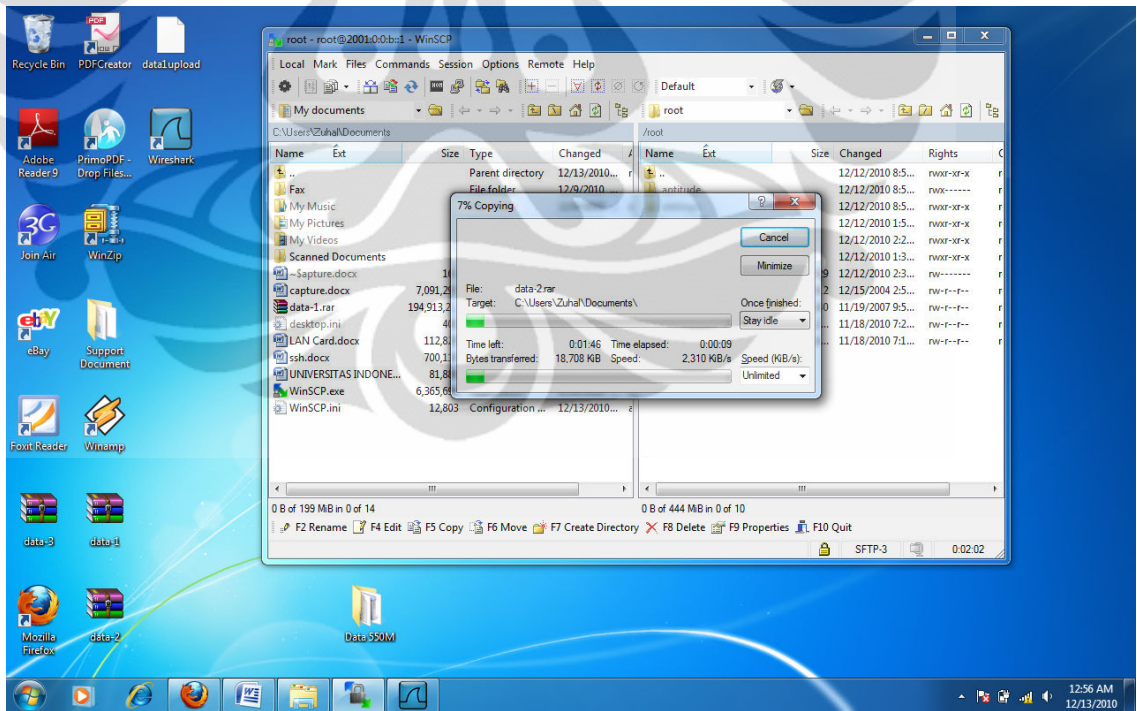 Recycle Bin
PDFCreator
data1upload
Adobe Reader 9
PrimoPDF - Drop Files...
Wireshark
Join Air
WinZip
eBay
Support Document
Foxit Reader
Winamp
data-3
data-1
Mozilla Firefox
data-2
Data 550M
root - root@2001:0:0:b::1 - WinSCP
Local Mark Files Commands Session Options Remote Help
Default
My documents
root
C:\Users\Zuhal\Documents
/root
Name Ext Size Type Changed
Name Ext Size Changed Rights
.. Parent directory 12/13/2010...
Fax File folder 12/9/2010 ...
My Music
My Pictures
My Videos
Scanned Documents
~$apture.docx
capture.docx 7,091,29
data-1.rar 194,913,2
desktop.ini
LAN Card.docx 112,8
ssh.docx 700,1
UNIVERSITAS INDONE...
WinSCP.exe
WinSCP.ini 12,803 Configuration ... 12/13/2010...
.. 12/12/2010 8:5... rwxr-xr-x
aptitude 12/12/2010 8:5... rwx------
12/12/2010 8:5... rwxr-xr-x
12/12/2010 1:5... rwxr-xr-x
12/12/2010 2:2... rwxr-xr-x
12/12/2010 1:3... rwxr-xr-x
12/12/2010 2:3... rw-------
12/15/2004 2:5... rw-r--r--
11/19/2007 9:5... rw-r--r--
11/18/2010 7:2... rw-r--r--
11/18/2010 7:1... rw-r--r--
7% Copying
Cancel
Minimize
File: data-2.rar
Target: C:\Users\Zuhal\Documents\
Once finished:
Stay idle
Time left: 0:01:46 Time elapsed: 0:00:09
Bytes transferred: 18,708 KiB Speed: 2,310 KiB/s
Speed (KiB/s):
Unlimited
0 B of 199 MiB in 0 of 14
0 B of 444 MiB in 0 of 10
F2 Rename F4 Edit F5 Copy F6 Move F7 Create Directory F8 Delete F9 Properties F10 Quit
SFTP-3 0:02:02
12:56 AM
12/13/2010